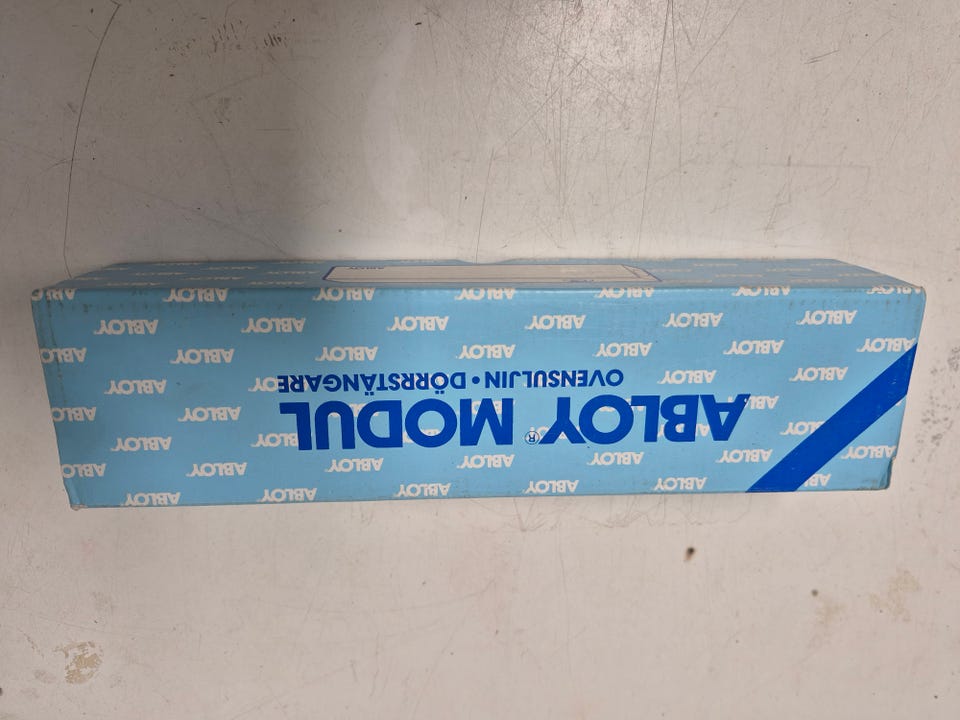 ABLOY® MODUL
OVENSULJIN • DÖRRSTÄNGARE
ABLOY